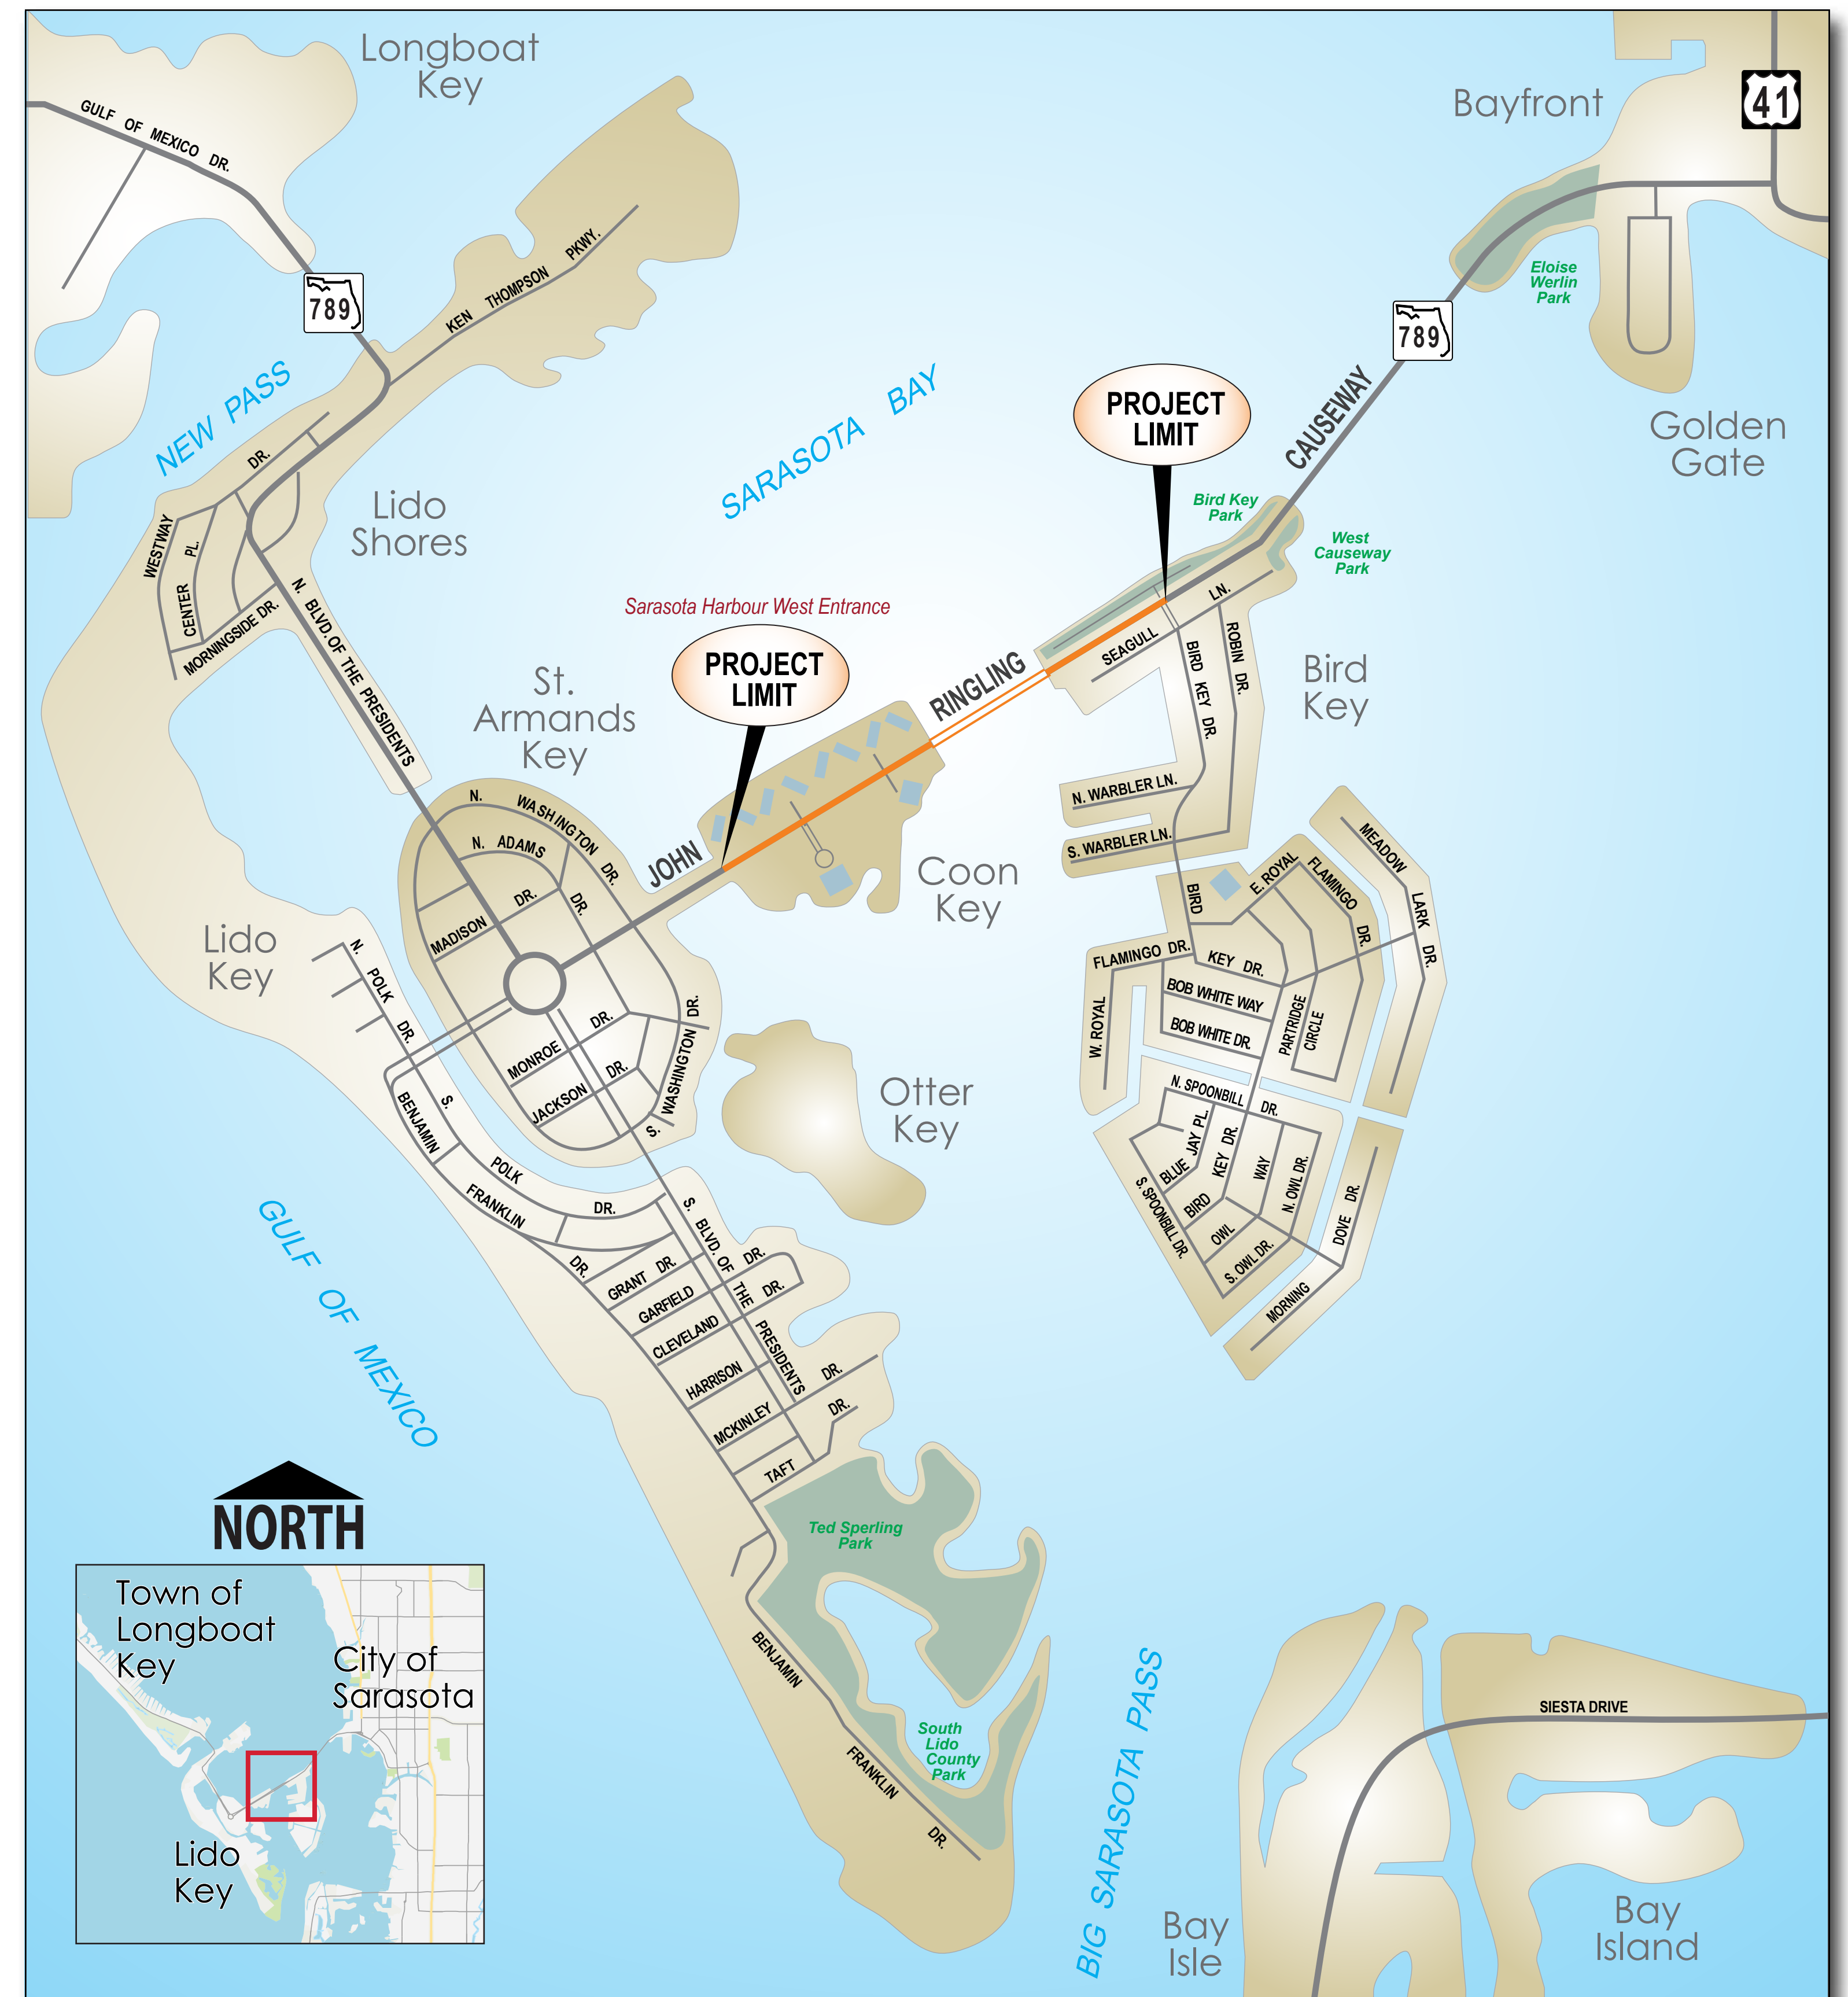 Longboat
Key
Bayfront
41
GULF OF MEXICO DR.
KEN THOMPSON PKWY.
789
Eloise
Werlin
Park
789
NEW PASS
SARASOTA BAY
PROJECT
LIMIT
CAUSEWAY
Golden
Gate
DR.
WESTWAY
CENTER PL.
MORNINGSIDE DR.
Lido
Shores
Bird Key
Park
West
Causeway
Park
N. BLVD. OF THE PRESIDENTS
Sarasota Harbour West Entrance
PROJECT
LIMIT
RINGLING
SEAGULL LN.
BIRD KEY DR.
ROBIN DR.
Bird
Key
St.
Armands
Key
N. WARBLER LN.
S. WARBLER LN.
N. WASHINGTON DR.
N. ADAMS DR.
MADISON DR.
JOHN
Coon
Key
MEADOW LARK DR.
BIRD KEY DR.
E. ROYAL FLAMINGO DR.
W. ROYAL FLAMINGO DR.
BOB WHITE WAY
BOB WHITE DR.
PARTRIDGE
CIRCLE
Lido
Key
N. POLK DR.
MONROE DR.
JACKSON DR.
S. WASHINGTON DR.
Otter
Key
N. SPOONBILL DR.
BLUE JAY PL.
BIRD KEY DR.
OWL WAY
N. OWL DR.
S. OWL DR.
S. SPOONBILL DR.
MORNING DOVE DR.
S. POLK DR.
BENJAMIN FRANKLIN DR.
S. BLVD. OF THE PRESIDENTS
GRANT DR.
GARFIELD DR.
CLEVELAND DR.
HARRISON
MCKINLEY DR.
TAFT DR.
GULF OF MEXICO
Ted Sperling
Park
BENJAMIN FRANKLIN DR.
South
Lido
County
Park
BIG SARASOTA PASS
SIESTA DRIVE
Bay
Isle
Bay
Island
NORTH
Town of
Longboat
Key
City of
Sarasota
Lido
Key